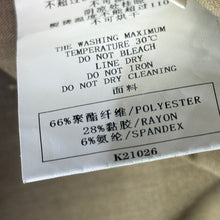 THE WASHING MAXIMUM
TEMPERATURE 30℃
DO NOT BLEACH
LINE DRY
DO NOT IRON
DO NOT DRY CLEANING
面料
66%聚酯纤维/POLYESTER
28%黏胶/RAYON
6%氨纶/SPANDEX
K21026